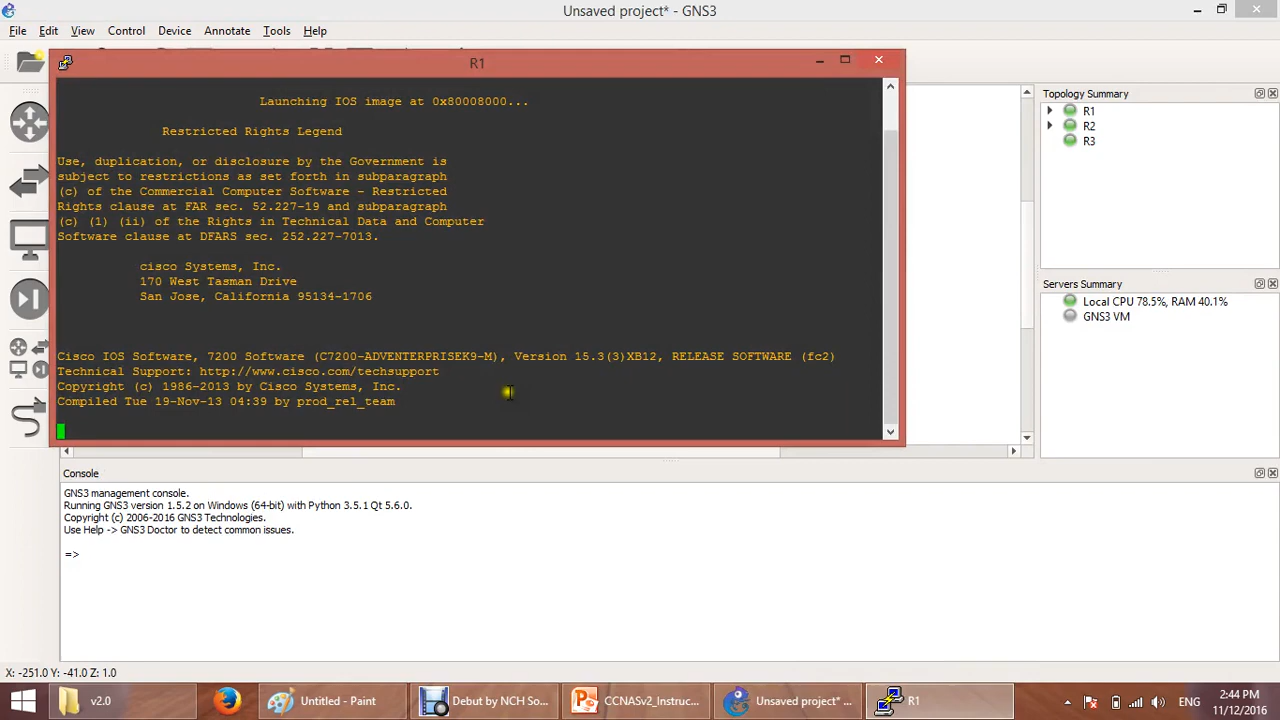 Unsaved project* - GNS3
File Edit View Control Device Annotate Tools Help
R1
Launching IOS image at 0x80008000...
Restricted Rights Legend
Use, duplication, or disclosure by the Government is
subject to restrictions as set forth in subparagraph
(c) of the Commercial Computer Software - Restricted
Rights clause at FAR sec. 52.227-19 and subparagraph
(c) (1) (ii) of the Rights in Technical Data and Computer
Software clause at DFARS sec. 252.227-7013.
cisco Systems, Inc.
170 West Tasman Drive
San Jose, California 95134-1706
Cisco IOS Software, 7200 Software (C7200-ADVENTERPRISEK9-M), Version 15.3(3)XB12, RELEASE SOFTWARE (fc2)
Technical Support: http://www.cisco.com/techsupport
Copyright (c) 1986-2013 by Cisco Systems, Inc.
Compiled Tue 19-Nov-13 04:39 by prod_rel_team
Topology Summary
R1
R2
R3
Servers Summary
Local CPU 78.5%, RAM 40.1%
GNS3 VM
Console
GNS3 management console.
Running GNS3 version 1.5.2 on Windows (64-bit) with Python 3.5.1 Qt 5.6.0.
Copyright (c) 2006-2016 GNS3 Technologies.
Use Help -> GNS3 Doctor to detect common issues.
=>
X: -251.0 Y: -41.0 Z: 1.0
v2.0
Untitled - Paint
Debut by NCH So...
CCNASv2_Instruc...
Unsaved project* ...
R1
ENG
2:44 PM
11/12/2016